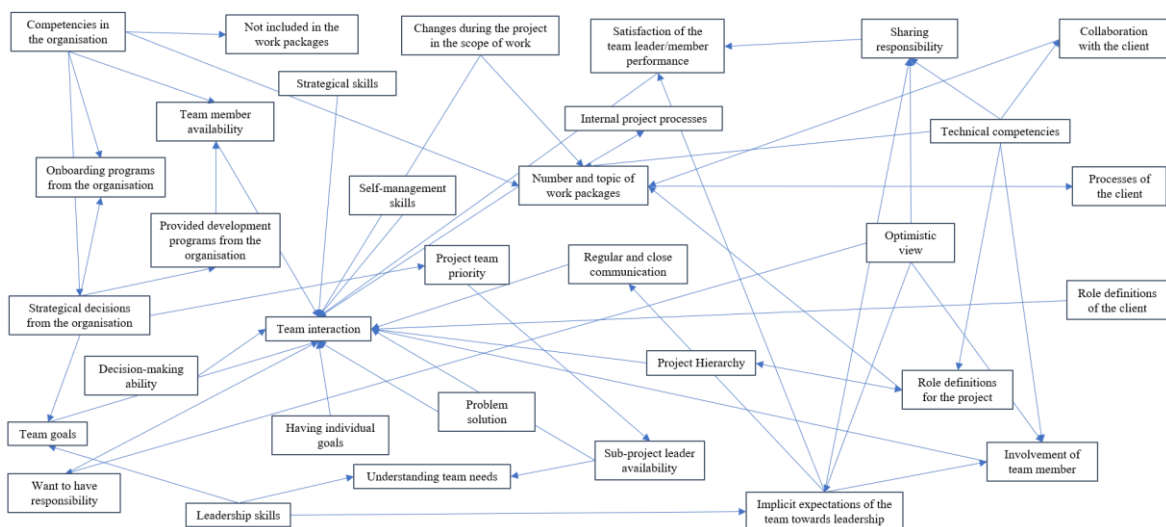 Competencies in
the organisation
Not included in the
work packages
Changes during the project
in the scope of work
Satisfaction of the
team leader/member
performance
Sharing
responsibility
Collaboration
with the client
Strategical skills
Team member
availability
Internal project processes
Technical competencies
Onboarding programs
from the organisation
Self-management
skills
Number and topic of
work packages
Processes
of the client
Provided development
programs from the
organisation
Project team
priority
Regular and close
communication
Optimistic
view
Strategical decisions
from the organisation
Team interaction
Role definitions
of the client
Decision-making
ability
Project Hierarchy
Role definitions
for the project
Team goals
Having individual
goals
Problem
solution
Sub-project leader
availability
Involvement of
team member
Want to have
responsibility
Understanding team needs
Leadership skills
Implicit expectations of the
team towards leadership